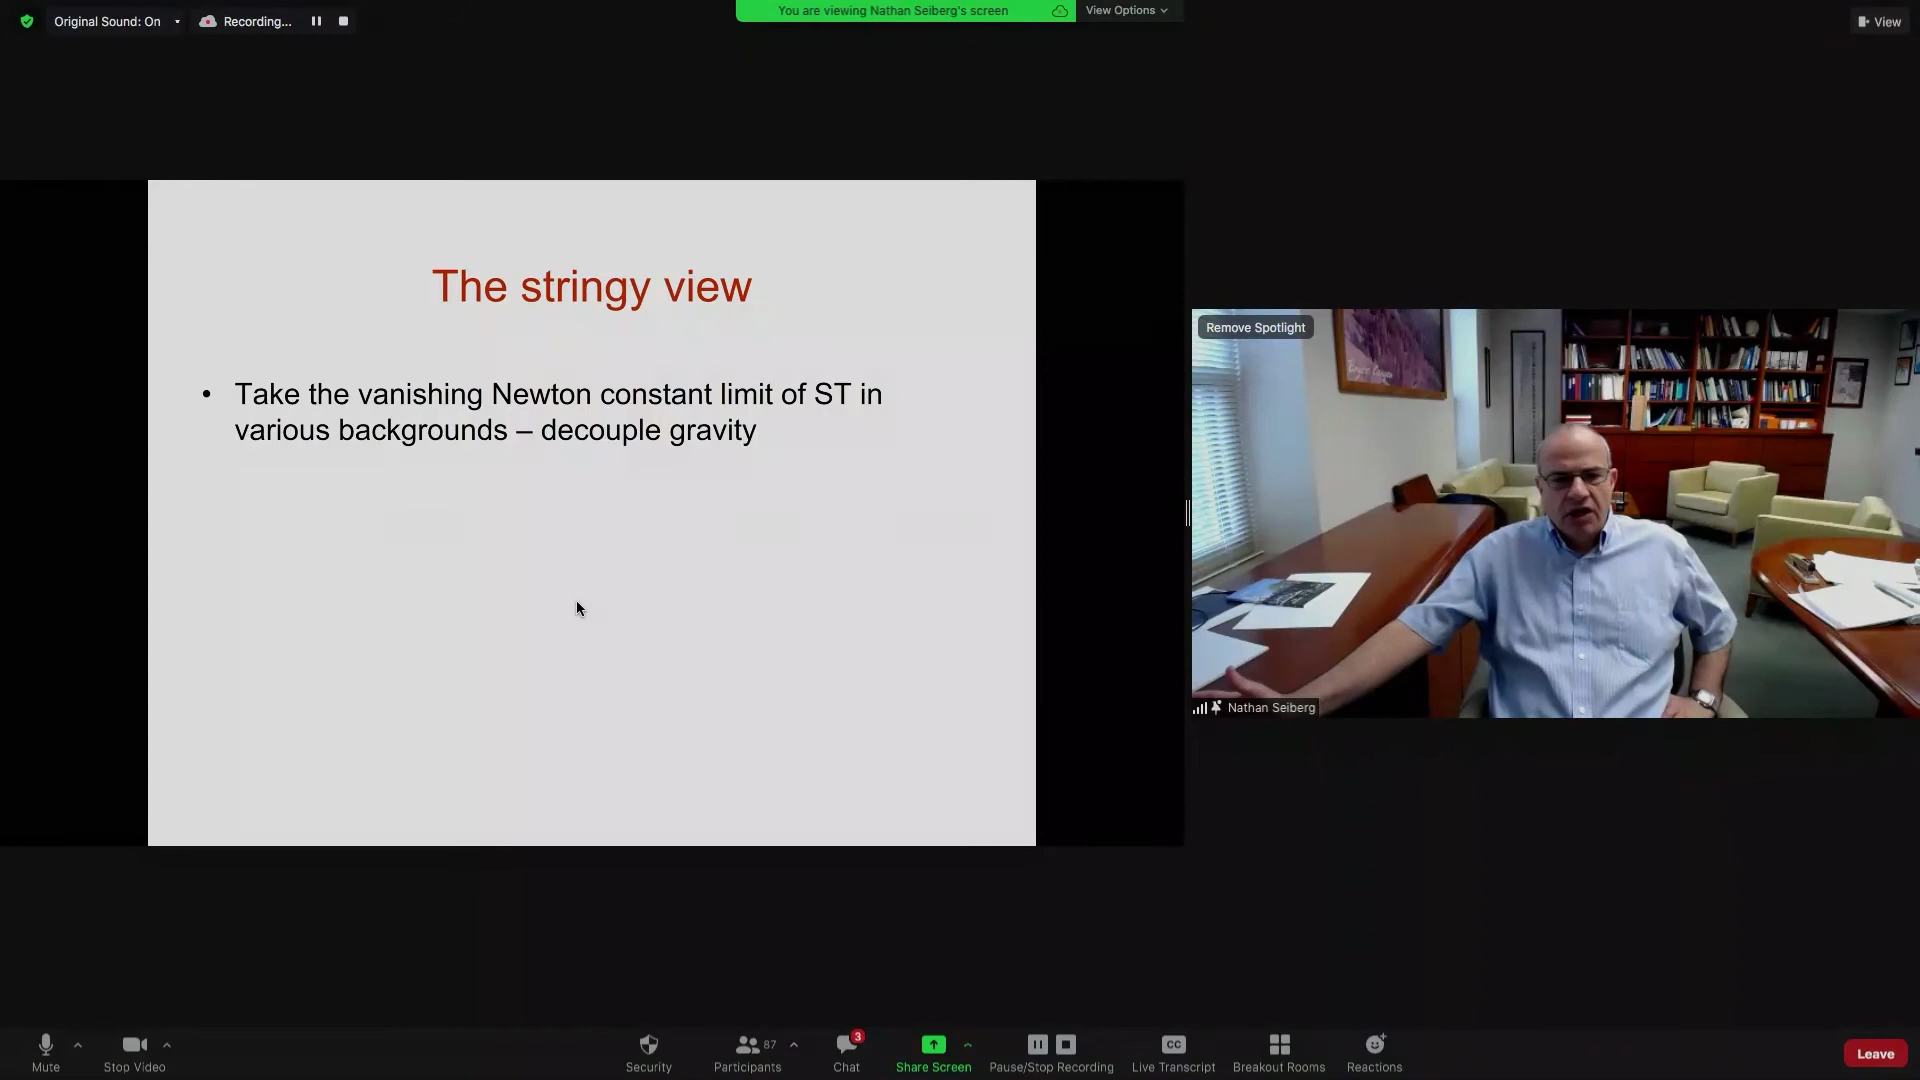 Original Sound: On
Recording...
You are viewing Nathan Seiberg's screen
View Options
View
The stringy view
• Take the vanishing Newton constant limit of ST in
various backgrounds – decouple gravity
Remove Spotlight
Nathan Seiberg
Mute
Stop Video
Security
87
Participants
3
Chat
Share Screen
Pause/Stop Recording
CC
Live Transcript
Breakout Rooms
Reactions
Leave